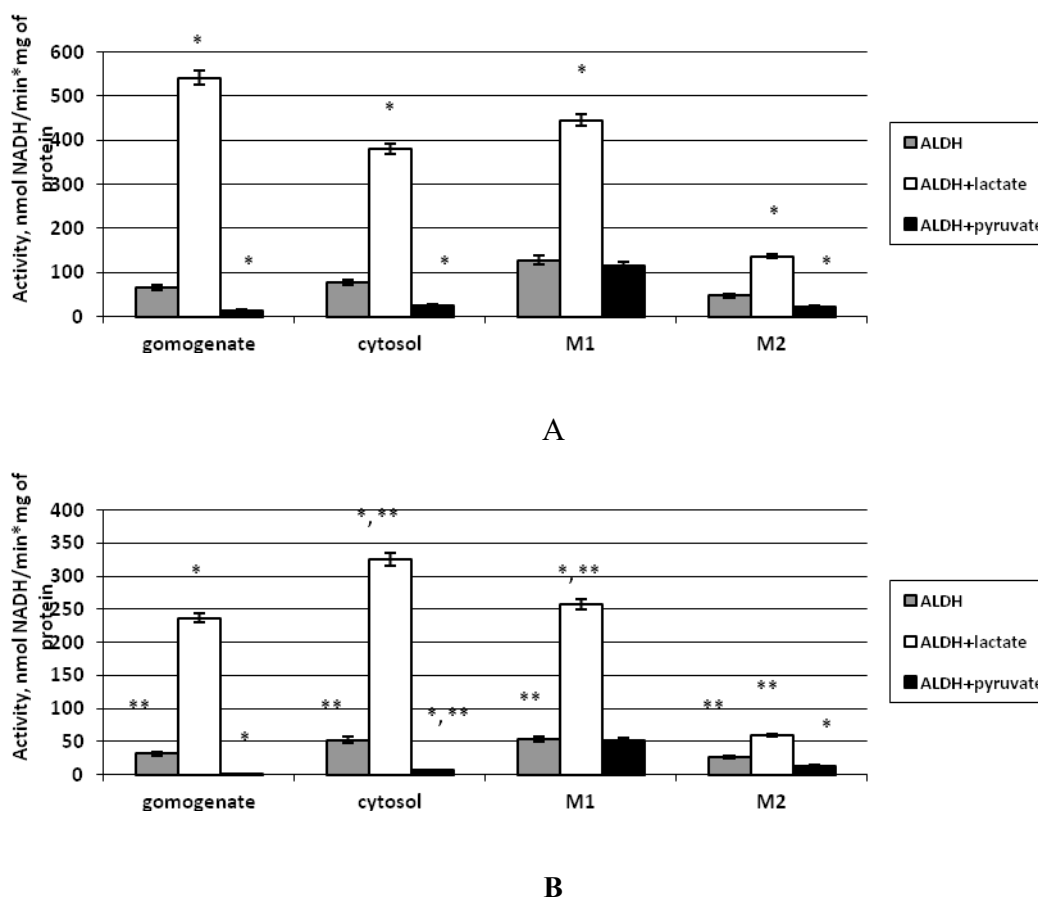 Activity, nmol NADH/min*mg of
protein
600
500
400
300
200
100
0
*
*
*
*
*
*
*
gomogenate
cytosol
M1
M2
ALDH
ALDH+lactate
ALDH+pyruvate
A
Activity, nmol NADH/min*mg of
protein
400
350
300
250
200
150
100
50
0
**
*
*
**
*,**
*,**
**
*,**
**
**
*
gomogenate
cytosol
M1
M2
ALDH
ALDH+lactate
ALDH+pyruvate
B